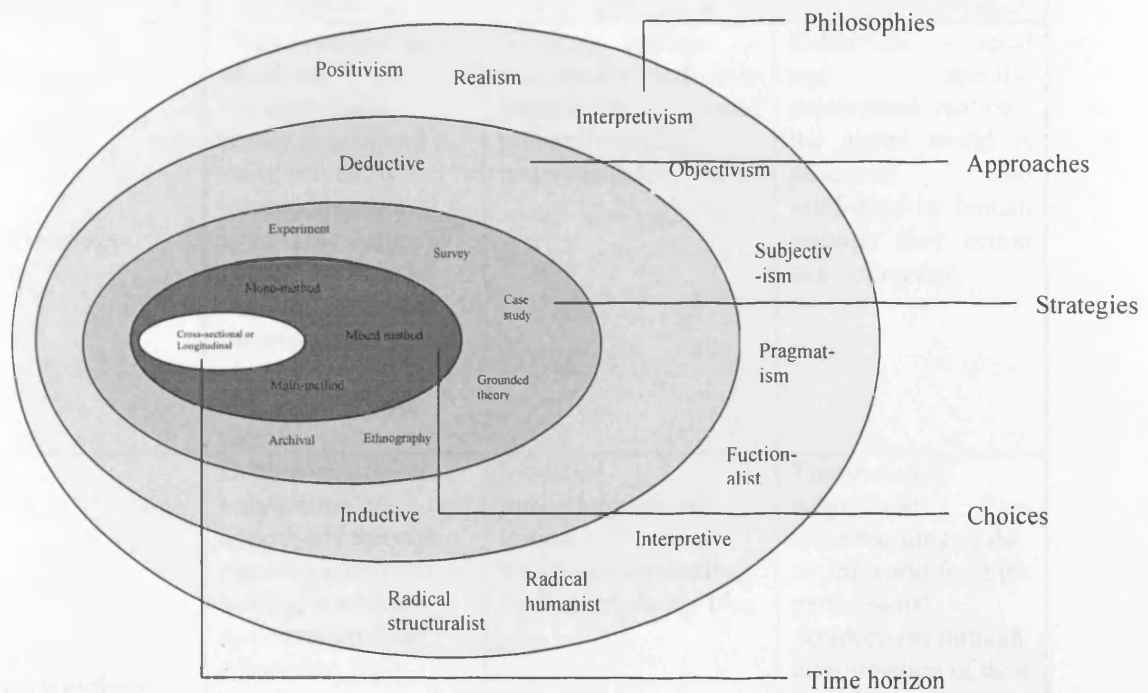 Philosophies
Positivism
Realism
Interpretivism
Deductive
Objectivism
Approaches
Experiment
Survey
Subjectiv
-ism
Mono-method
Case
study
Strategies
Cross-sectional or
Longitudinal
Mixed method
Pragmat-
ism
Multi-method
Grounded
theory
Archival
Ethnography
Fuction-
alist
Inductive
Choices
Interpretive
Radical
humanist
Radical
structuralist
Time horizon